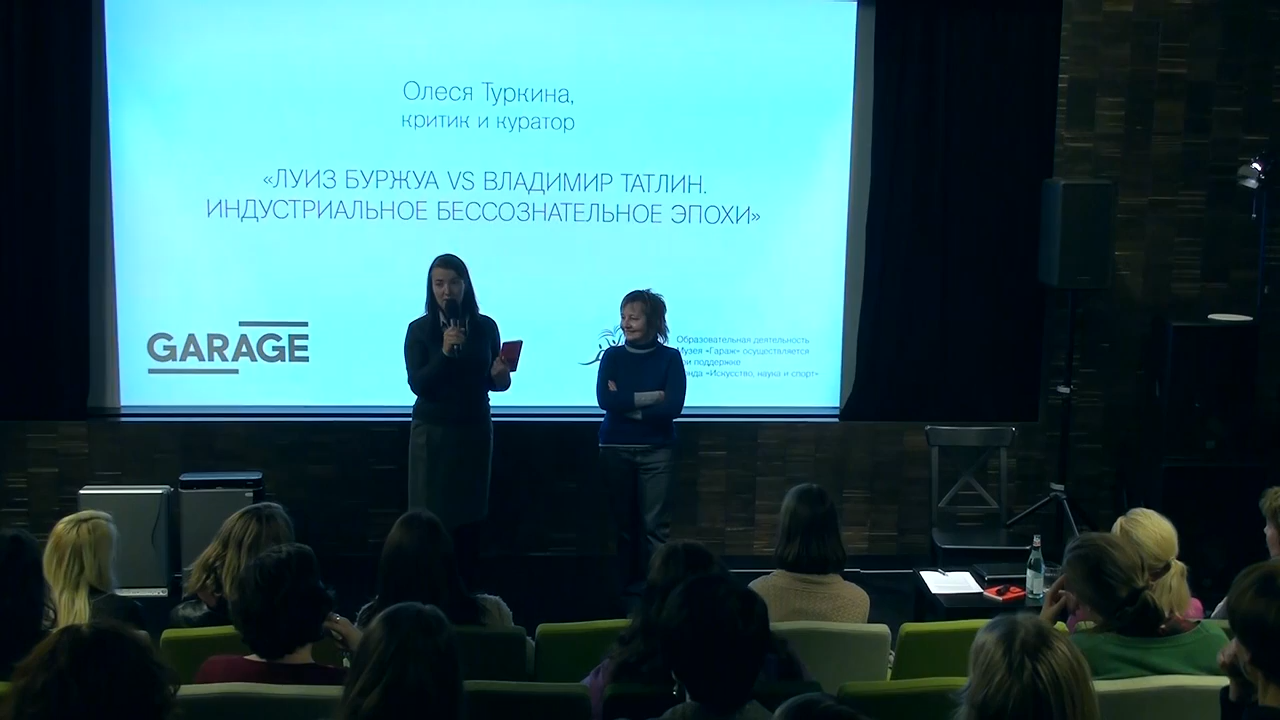 Олеся Туркина,
критик и куратор
«ЛУИЗ БУРЖУА VS ВЛАДИМИР ТАТЛИН.
ИНДУСТРИАЛЬНОЕ БЕССОЗНАТЕЛЬНОЕ ЭПОХИ»
GARAGE
Образовательная деятельность
Музея «Гараж» осуществляется
при поддержке
«Искусство, наука и спорт»